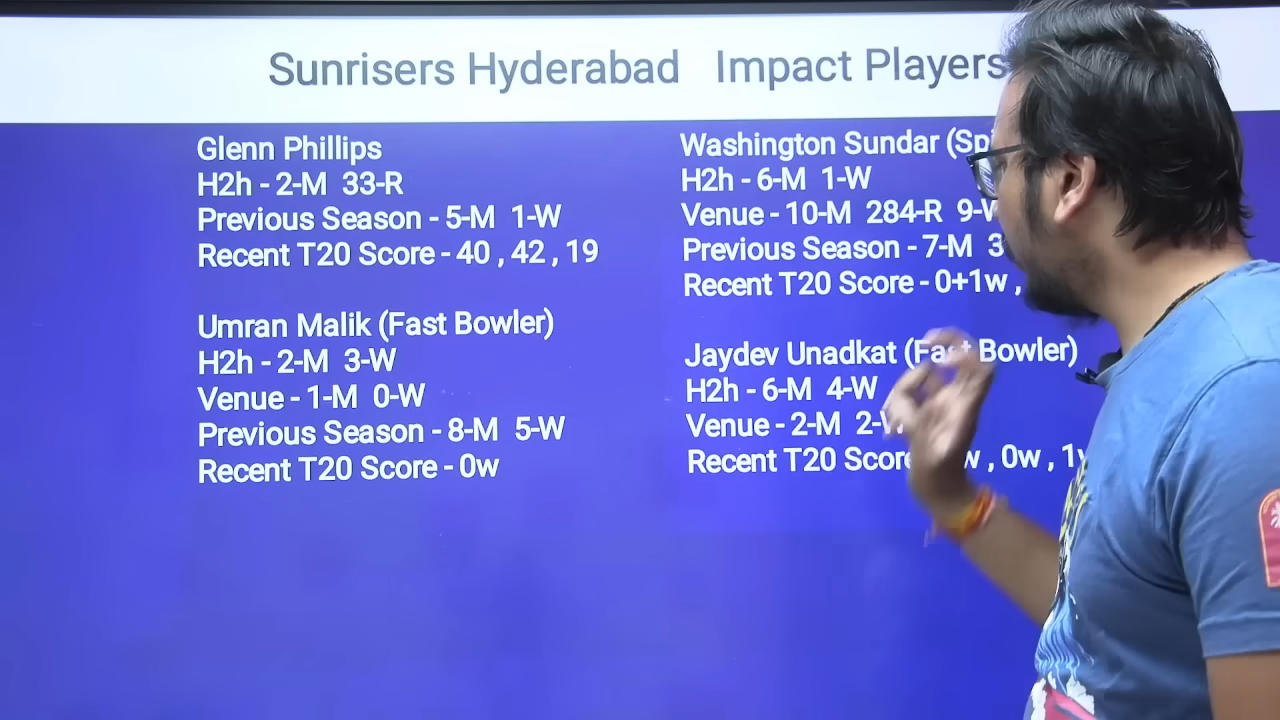 Sunrisers Hyderabad Impact Players
Glenn Phillips
H2h - 2-M 33-R
Previous Season - 5-M 1-W
Recent T20 Score - 40 , 42 , 19
Umran Malik (Fast Bowler)
H2h - 2-M 3-W
Venue - 1-M 0-W
Previous Season - 8-M 5-W
Recent T20 Score - 0w
Washington Sundar
H2h - 6-M 1-W
Venue - 10-M 284-R
Previous Season - 7-M
Recent T20 Score - 0+1w ,
Jaydev Unadkat (Fast Bowler)
H2h - 6-M 4-W
Venue - 2-M
Recent T20 Score , 0w ,